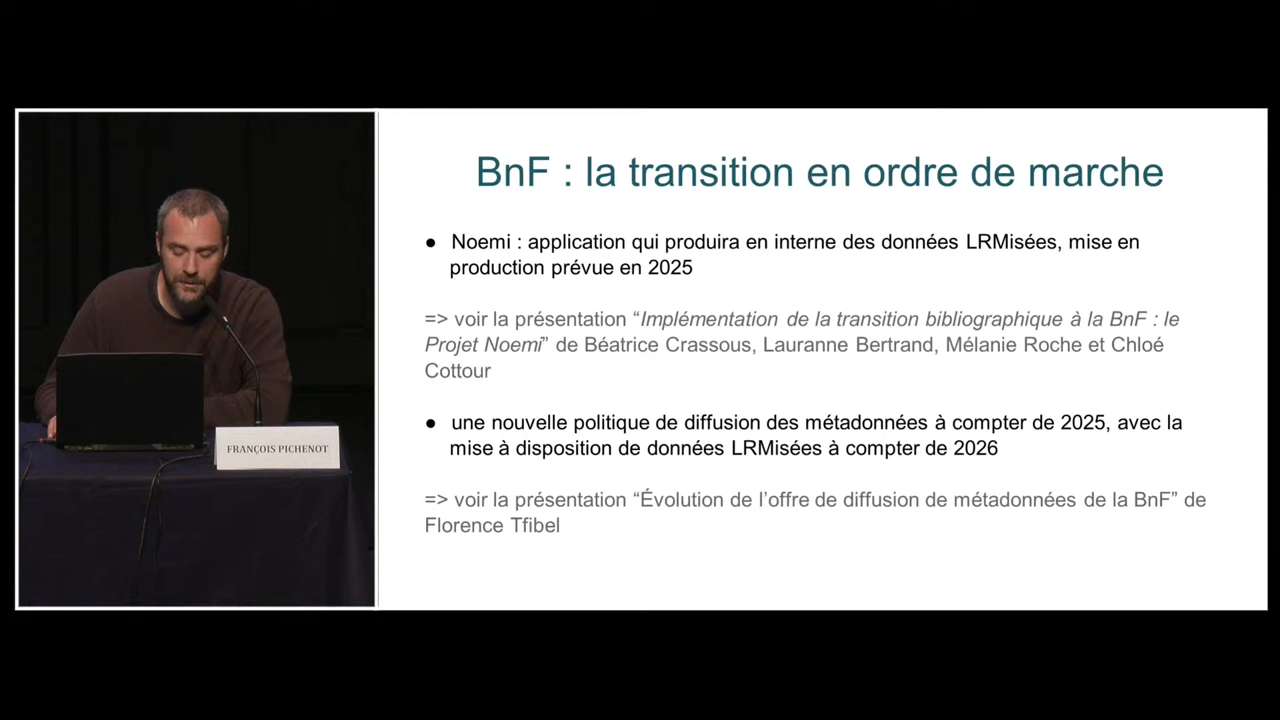 BnF : la transition en ordre de marche
● Noemi : application qui produira en interne des données LRMisées, mise en
production prévue en 2025
=> voir la présentation “Implémentation de la transition bibliographique à la BnF : le
Projet Noemi” de Béatrice Crassous, Lauranne Bertrand, Mélanie Roche et Chloé
Cottour
● une nouvelle politique de diffusion des métadonnées à compter de 2025, avec la
mise à disposition de données LRMisées à compter de 2026
=> voir la présentation “Évolution de l’offre de diffusion de métadonnées de la BnF” de
Florence Tfibel
FRANÇOIS PICHENOT